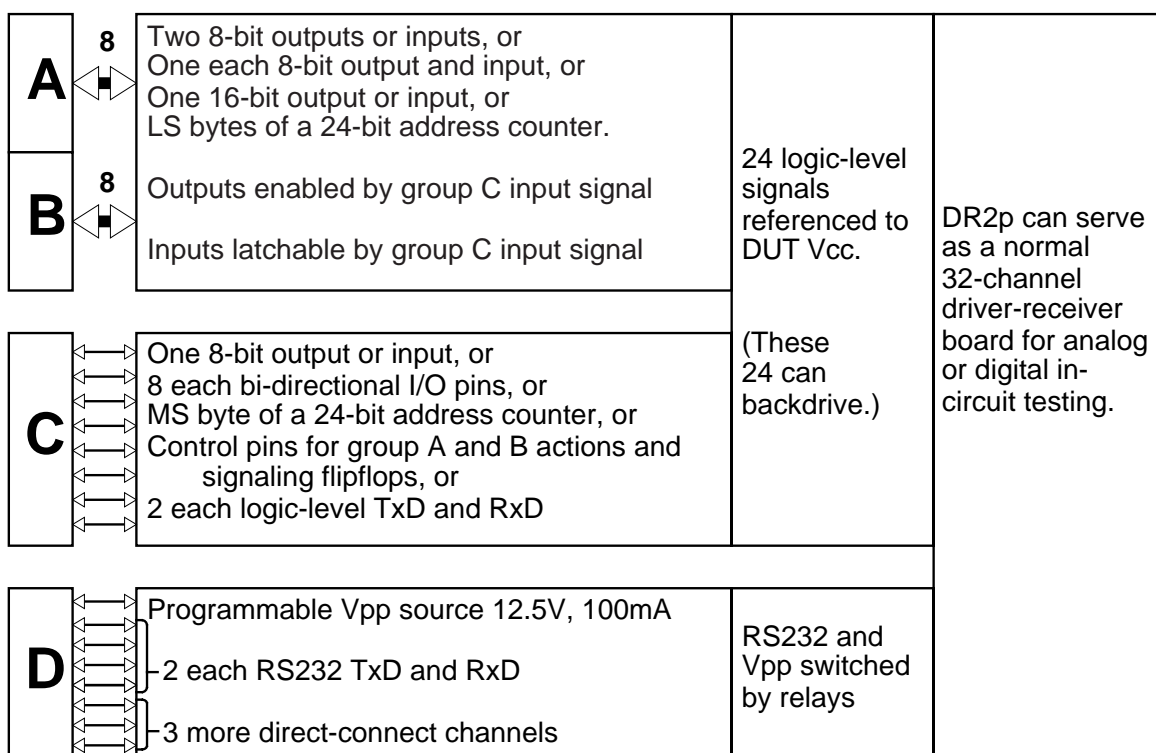 A
8
Two 8-bit outputs or inputs, or
One each 8-bit output and input, or
One 16-bit output or input, or
LS bytes of a 24-bit address counter.
B
8
Outputs enabled by group C input signal
Inputs latchable by group C input signal
C
One 8-bit output or input, or
8 each bi-directional I/O pins, or
MS byte of a 24-bit address counter, or
Control pins for group A and B actions and
signaling flipflops, or
2 each logic-level TxD and RxD
24 logic-level
signals
referenced to
DUT Vcc.
(These
24 can
backdrive.)
D
Programmable Vpp source 12.5V, 100mA
2 each RS232 TxD and RxD
3 more direct-connect channels
RS232 and
Vpp switched
by relays
DR2p can serve
as a normal
32-channel
driver-receiver
board for analog
or digital in-
circuit testing.